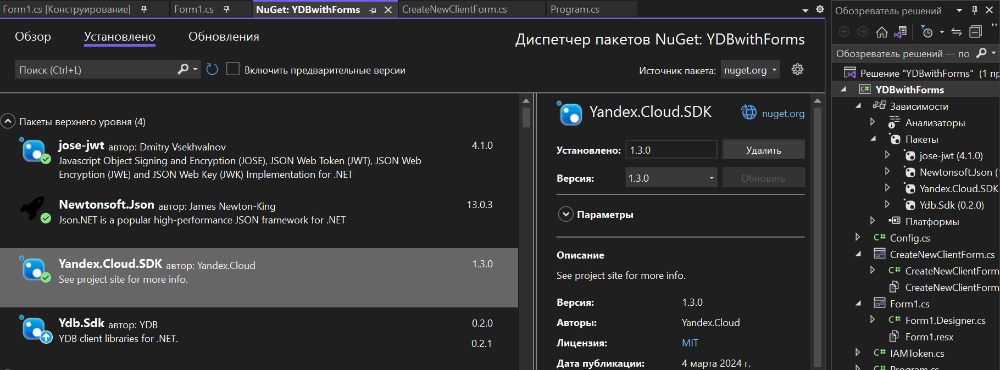 Form1.cs [Конструирование]
Form1.cs
NuGet: YDBwithForms
CreateNewClientForm.cs
Program.cs
Обзор
Установлено
Обновления
Диспетчер пакетов NuGet: YDBwithForms
Поиск (Ctrl+L)
Включить предварительные версии
Источник пакета:
nuget.org
Пакеты верхнего уровня (4)
jose-jwt автор: Dmitry Vsekhvalnov
4.1.0
Javascript Object Signing and Encryption (JOSE), JSON Web Token (JWT), JSON Web
Encryption (JWE) and JSON Web Key (JWK) Implementation for .NET
Newtonsoft.Json автор: James Newton-King
13.0.3
Json.NET is a popular high-performance JSON framework for .NET
Yandex.Cloud.SDK автор: Yandex.Cloud
1.3.0
See project site for more info.
Ydb.Sdk автор: YDB
0.2.0
YDB client libraries for .NET.
0.2.1
Yandex.Cloud.SDK
nuget.org
Установлено:
1.3.0
Удалить
Версия:
1.3.0
Обновить
Параметры
Описание
See project site for more info.
Версия:
1.3.0
Авторы:
Yandex.Cloud
Лицензия:
MIT
Дата публикации:
4 марта 2024 г.
Обозреватель решений
Обозреватель решений — по
Решение "YDBwithForms" (1 пр
C# YDBwithForms
Зависимости
Анализаторы
Пакеты
jose-jwt (4.1.0)
Newtonsoft.Json (
Yandex.Cloud.SDK
Ydb.Sdk (0.2.0)
Платформы
C# Config.cs
CreateNewClientForm.cs
C# CreateNewClientForm
CreateNewClientForm
Form1.cs
C# Form1.Designer.cs
Form1.resx
C# IAMToken.cs
C# Program.cs